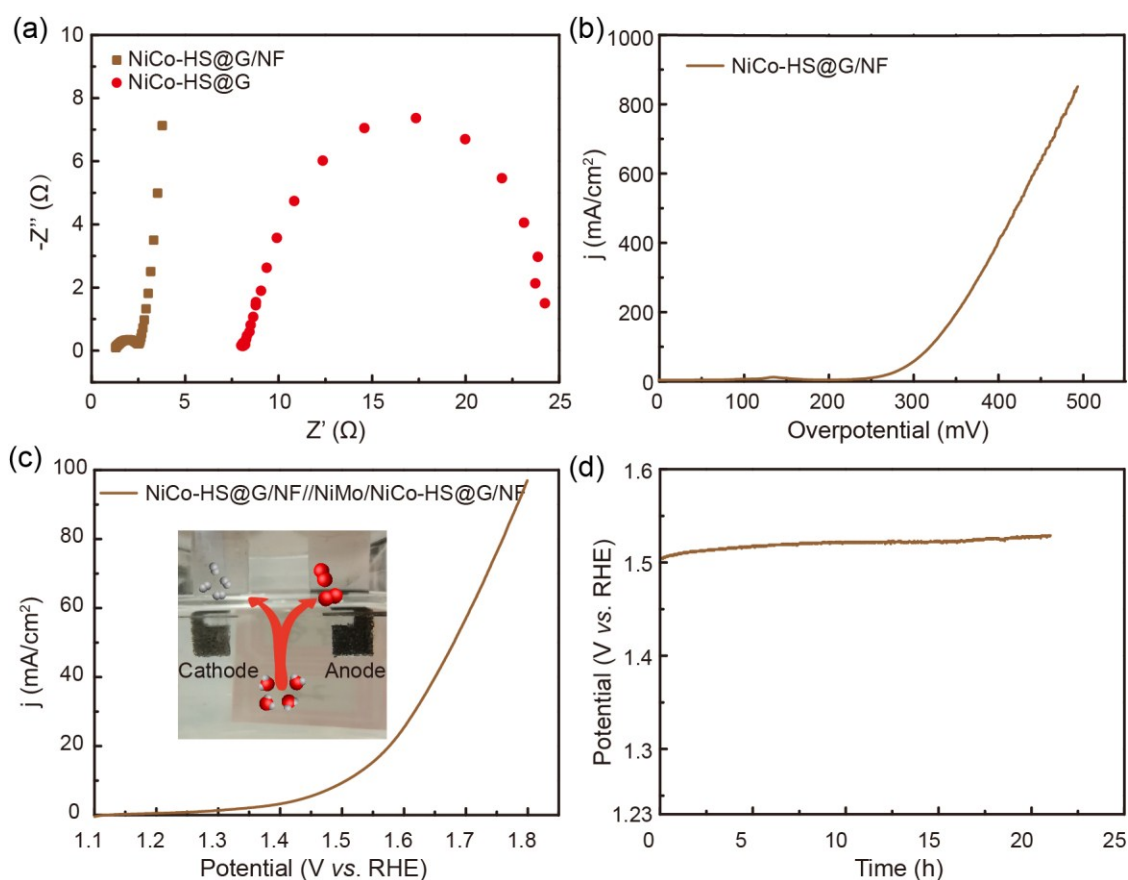 (a)
NiCo-HS@G/NF
NiCo-HS@G
10
8
6
4
2
0
-Z'' (Ω)
0 5 10 15 20 25
Z' (Ω)
(b)
NiCo-HS@G/NF
1000
800
600
400
200
0
j (mA/cm²)
0 100 200 300 400 500
Overpotential (mV)
(c)
NiCo-HS@G/NF//NiMo/NiCo-HS@G/NF
100
80
60
40
20
0
j (mA/cm²)
Cathode
Anode
1.1 1.2 1.3 1.4 1.5 1.6 1.7 1.8
Potential (V vs. RHE)
(d)
1.6
1.5
1.4
1.3
1.23
Potential (V vs. RHE)
0 5 10 15 20 25
Time (h)